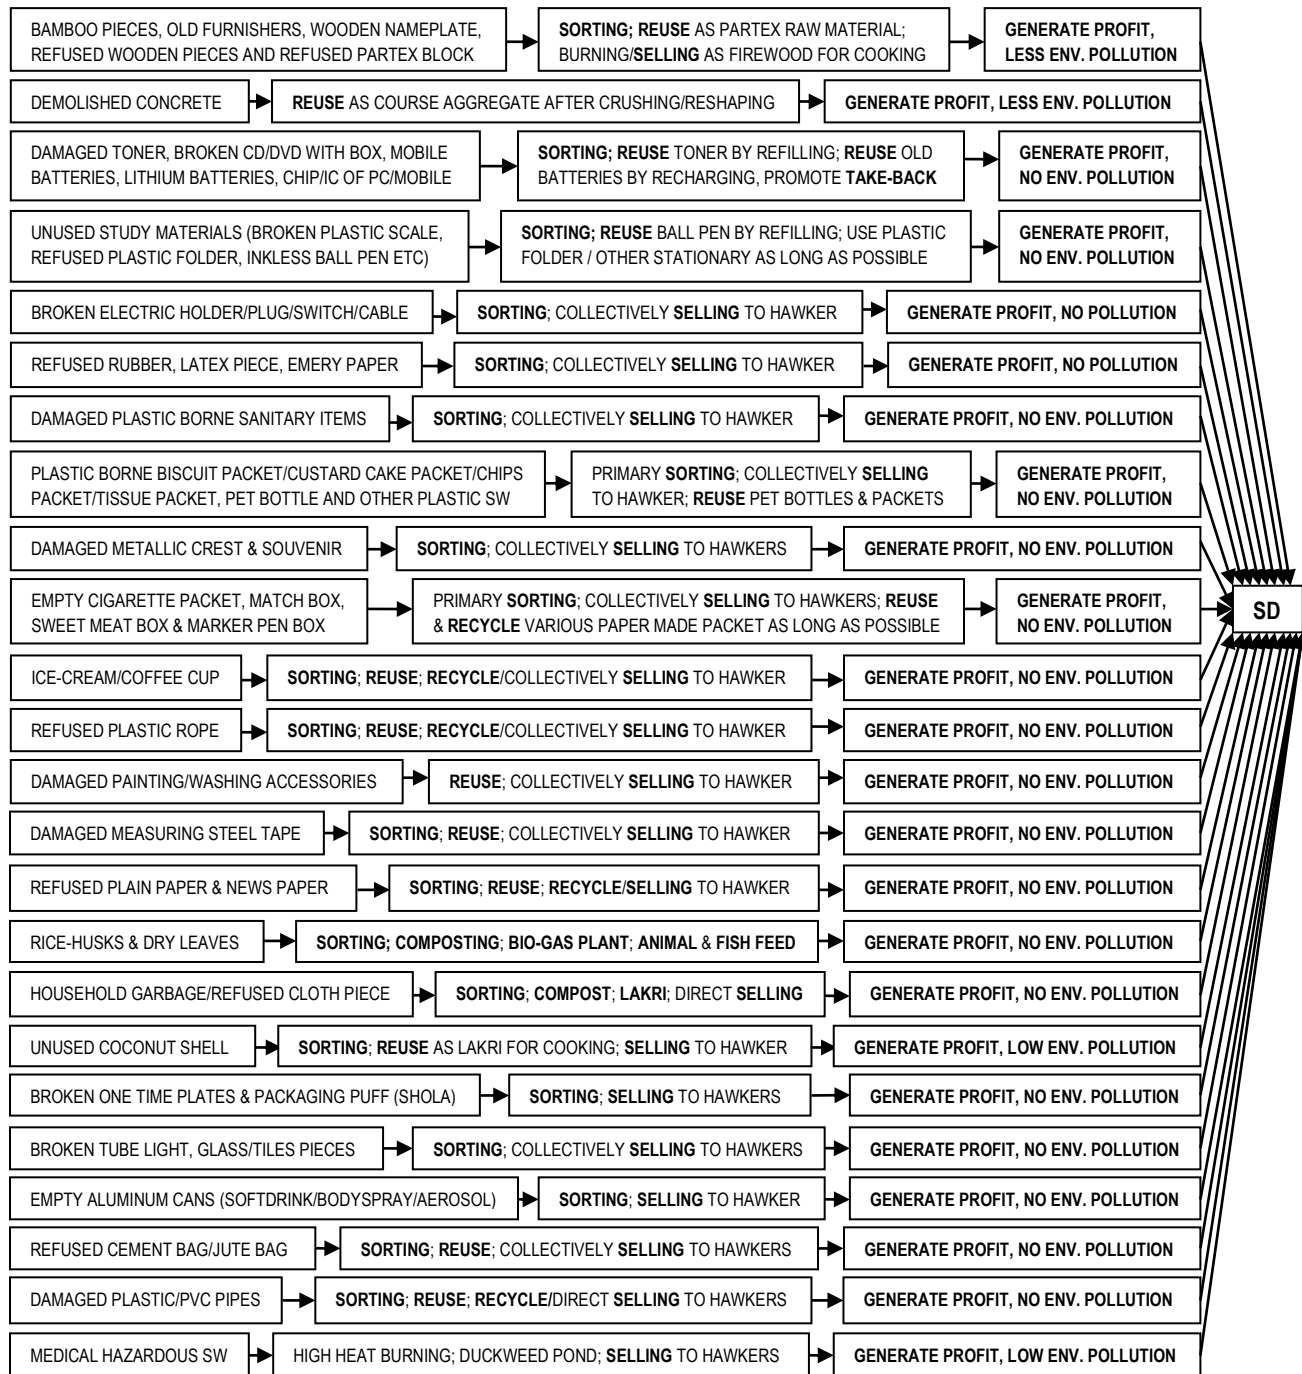 BAMBOO PIECES, OLD FURNISHERS, WOODEN NAMEPLATE,
REFUSED WOODEN PIECES AND REFUSED PARTEX BLOCK
SORTING; REUSE AS PARTEX RAW MATERIAL;
BURNING/SELLING AS FIREWOOD FOR COOKING
GENERATE PROFIT,
LESS ENV. POLLUTION
DEMOLISHED CONCRETE
REUSE AS COURSE AGGREGATE AFTER CRUSHING/RESHAPING
GENERATE PROFIT, LESS ENV. POLLUTION
DAMAGED TONER, BROKEN CD/DVD WITH BOX, MOBILE
BATTERIES, LITHIUM BATTERIES, CHIP/IC OF PC/MOBILE
SORTING; REUSE TONER BY REFILLING; REUSE OLD
BATTERIES BY RECHARGING, PROMOTE TAKE-BACK
GENERATE PROFIT,
NO ENV. POLLUTION
UNUSED STUDY MATERIALS (BROKEN PLASTIC SCALE,
REFUSED PLASTIC FOLDER, INKLESS BALL PEN ETC)
SORTING; REUSE BALL PEN BY REFILLING; USE PLASTIC
FOLDER / OTHER STATIONARY AS LONG AS POSSIBLE
GENERATE PROFIT,
NO ENV. POLLUTION
BROKEN ELECTRIC HOLDER/PLUG/SWITCH/CABLE
SORTING; COLLECTIVELY SELLING TO HAWKER
GENERATE PROFIT, NO POLLUTION
REFUSED RUBBER, LATEX PIECE, EMERY PAPER
SORTING; COLLECTIVELY SELLING TO HAWKER
GENERATE PROFIT, NO POLLUTION
DAMAGED PLASTIC BORNE SANITARY ITEMS
SORTING; COLLECTIVELY SELLING TO HAWKER
GENERATE PROFIT, NO ENV. POLLUTION
PLASTIC BORNE BISCUIT PACKET/CUSTARD CAKE PACKET/CHIPS
PACKET/TISSUE PACKET, PET BOTTLE AND OTHER PLASTIC SW
PRIMARY SORTING; COLLECTIVELY SELLING
TO HAWKER; REUSE PET BOTTLES & PACKETS
GENERATE PROFIT,
NO ENV. POLLUTION
DAMAGED METALLIC CREST & SOUVENIR
SORTING; COLLECTIVELY SELLING TO HAWKERS
GENERATE PROFIT, NO ENV. POLLUTION
EMPTY CIGARETTE PACKET, MATCH BOX,
SWEET MEAT BOX & MARKER PEN BOX
PRIMARY SORTING; COLLECTIVELY SELLING TO HAWKERS; REUSE
& RECYCLE VARIOUS PAPER MADE PACKET AS LONG AS POSSIBLE
GENERATE PROFIT,
NO ENV. POLLUTION
SD
ICE-CREAM/COFFEE CUP
SORTING; REUSE; RECYCLE/COLLECTIVELY SELLING TO HAWKER
GENERATE PROFIT, NO ENV. POLLUTION
REFUSED PLASTIC ROPE
SORTING; REUSE; RECYCLE/COLLECTIVELY SELLING TO HAWKER
GENERATE PROFIT, NO ENV. POLLUTION
DAMAGED PAINTING/WASHING ACCESSORIES
REUSE; COLLECTIVELY SELLING TO HAWKER
GENERATE PROFIT, NO ENV. POLLUTION
DAMAGED MEASURING STEEL TAPE
SORTING; REUSE; COLLECTIVELY SELLING TO HAWKER
GENERATE PROFIT, NO ENV. POLLUTION
REFUSED PLAIN PAPER & NEWS PAPER
SORTING; REUSE; RECYCLE/SELLING TO HAWKER
GENERATE PROFIT, NO ENV. POLLUTION
RICE-HUSKS & DRY LEAVES
SORTING; COMPOSTING; BIO-GAS PLANT; ANIMAL & FISH FEED
GENERATE PROFIT, NO ENV. POLLUTION
HOUSEHOLD GARBAGE/REFUSED CLOTH PIECE
SORTING; COMPOST; LAKRI; DIRECT SELLING
GENERATE PROFIT, NO ENV. POLLUTION
UNUSED COCONUT SHELL
SORTING; REUSE AS LAKRI FOR COOKING; SELLING TO HAWKER
GENERATE PROFIT, LOW ENV. POLLUTION
BROKEN ONE TIME PLATES & PACKAGING PUFF (SHOLA)
SORTING; SELLING TO HAWKERS
GENERATE PROFIT, NO ENV. POLLUTION
BROKEN TUBE LIGHT, GLASS/TILES PIECES
SORTING; COLLECTIVELY SELLING TO HAWKERS
GENERATE PROFIT, NO ENV. POLLUTION
EMPTY ALUMINUM CANS (SOFTDRINK/BODYSPRAY/AEROSOL)
SORTING; SELLING TO HAWKER
GENERATE PROFIT, NO ENV. POLLUTION
REFUSED CEMENT BAG/JUTE BAG
SORTING; REUSE; COLLECTIVELY SELLING TO HAWKERS
GENERATE PROFIT, NO ENV. POLLUTION
DAMAGED PLASTIC/PVC PIPES
SORTING; REUSE; RECYCLE/DIRECT SELLING TO HAWKERS
GENERATE PROFIT, NO ENV. POLLUTION
MEDICAL HAZARDOUS SW
HIGH HEAT BURNING; DUCKWEED POND; SELLING TO HAWKERS
GENERATE PROFIT, LOW ENV. POLLUTION